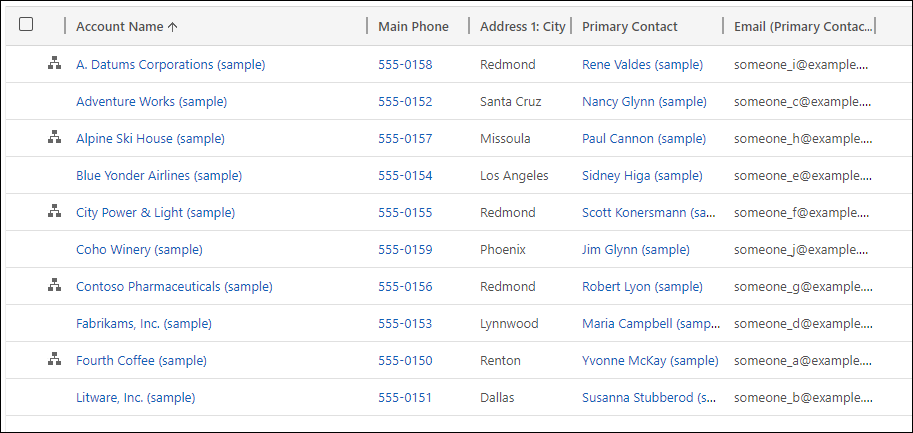 Account Name ↑ Main Phone Address 1: City Primary Contact Email (Primary Contac...
A. Datums Corporations (sample) 555-0158 Redmond Rene Valdes (sample) someone_i@example....
Adventure Works (sample) 555-0152 Santa Cruz Nancy Glynn (sample) someone_c@example....
Alpine Ski House (sample) 555-0157 Missoula Paul Cannon (sample) someone_h@example....
Blue Yonder Airlines (sample) 555-0154 Los Angeles Sidney Higa (sample) someone_e@example....
City Power & Light (sample) 555-0155 Redmond Scott Konersmann (sa... someone_f@example....
Coho Winery (sample) 555-0159 Phoenix Jim Glynn (sample) someone_j@example....
Contoso Pharmaceuticals (sample) 555-0156 Redmond Robert Lyon (sample) someone_g@example....
Fabrikams, Inc. (sample) 555-0153 Lynnwood Maria Campbell (samp... someone_d@example....
Fourth Coffee (sample) 555-0150 Renton Yvonne McKay (sample) someone_a@example....
Litware, Inc. (sample) 555-0151 Dallas Susanna Stubberod (s... someone_b@example....